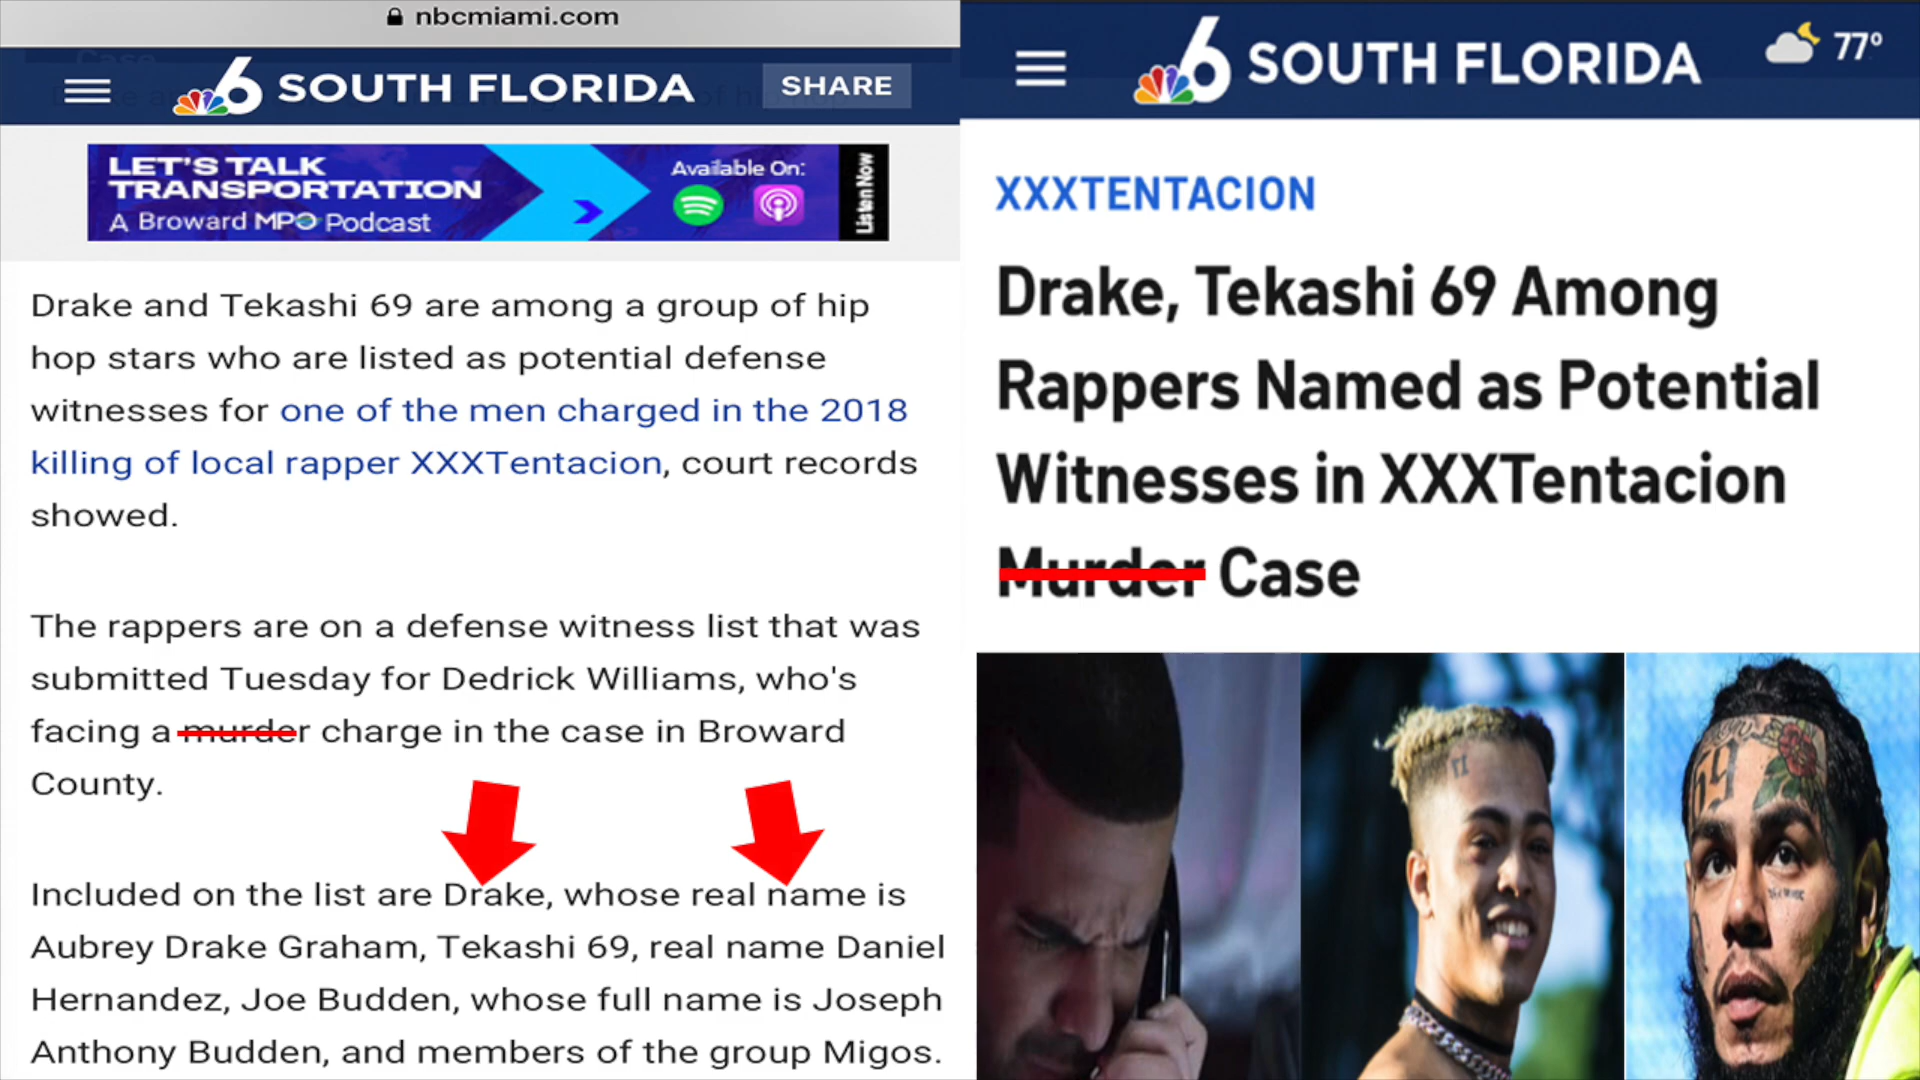 nbcmiami.com
6 SOUTH FLORIDA
SHARE
LET'S TALK
TRANSPORTATION
A Broward MPO Podcast
Available On:
Listen Now
Drake and Tekashi 69 are among a group of hip
hop stars who are listed as potential defense
witnesses for one of the men charged in the 2018
killing of local rapper XXXTentacion, court records
showed.
The rappers are on a defense witness list that was
submitted Tuesday for Dedrick Williams, who's
facing a murder charge in the case in Broward
County.
Included on the list are Drake, whose real name is
Aubrey Drake Graham, Tekashi 69, real name Daniel
Hernandez, Joe Budden, whose full name is Joseph
Anthony Budden, and members of the group Migos.
6 SOUTH FLORIDA
77°
XXXTENTACION
Drake, Tekashi 69 Among
Rappers Named as Potential
Witnesses in XXXTentacion
Murder Case
17
69